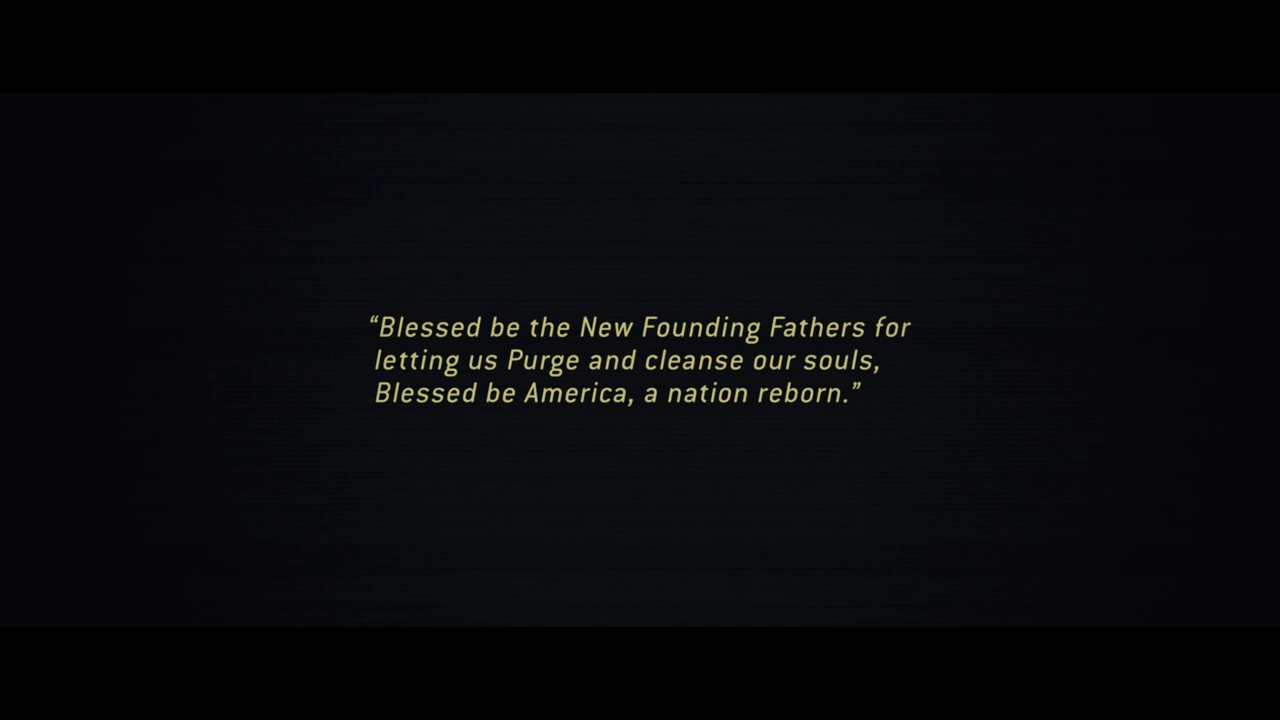 “Blessed be the New Founding Fathers for
letting us Purge and cleanse our souls,
Blessed be America, a nation reborn.”